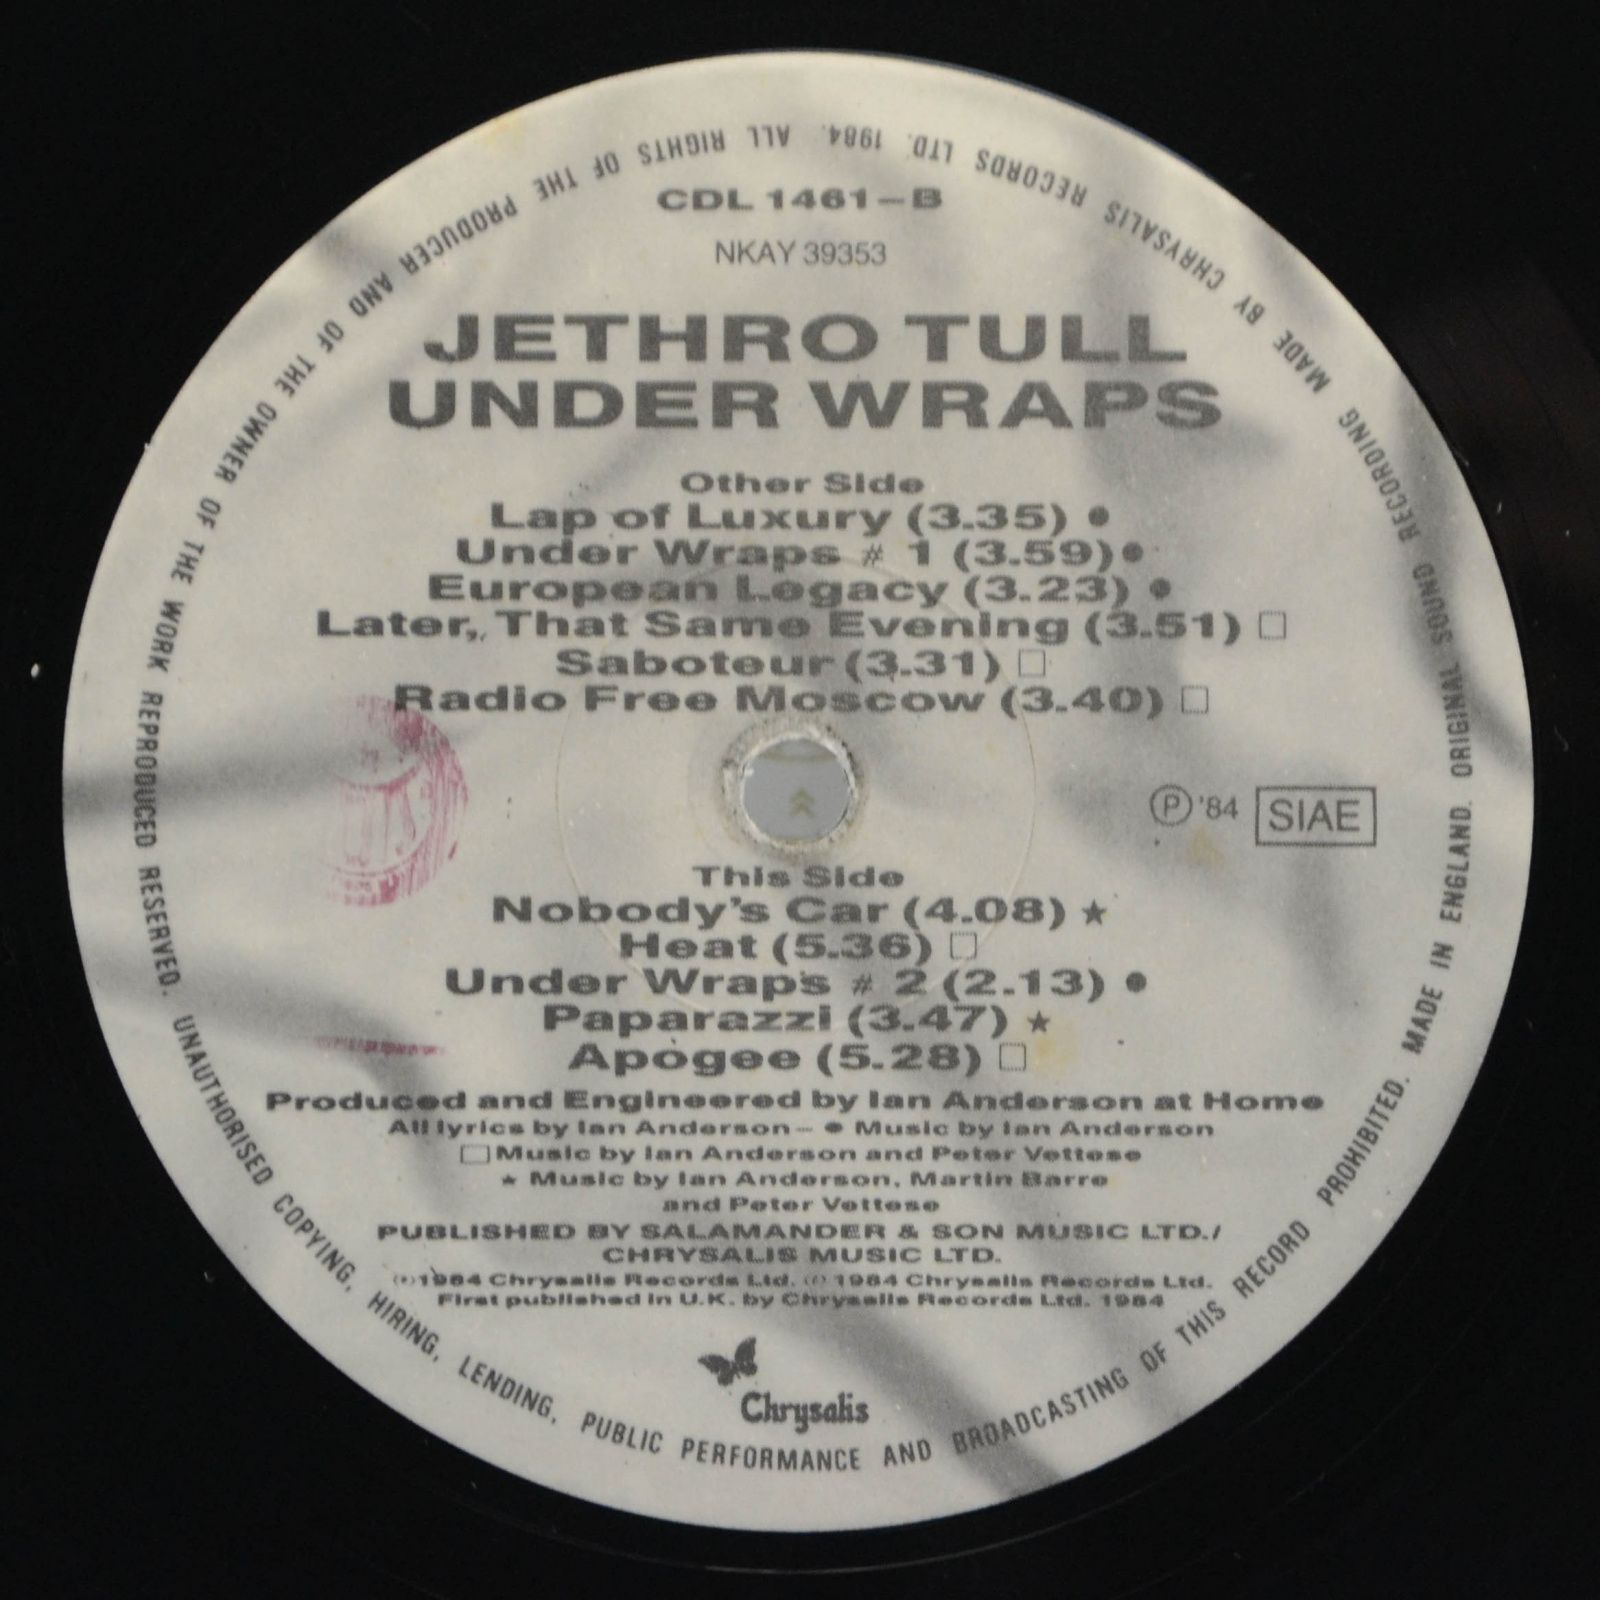 CDL 1461-B
NKAY 39353
JETHRO TULL
UNDER WRAPS
Other Side
Lap of Luxury (3.35) ●
Under Wraps # 1 (3.59) ●
European Legacy (3.23) ●
Later, That Same Evening (3.51) □
Saboteur (3.31) □
Radio Free Moscow (3.40) □
Ⓟ '84 SIAE
This Side
Nobody's Car (4.08) ★
Heat (5.36) □
Under Wraps # 2 (2.13) ●
Paparazzi (3.47) ★
Apogee (5.28) □
Produced and Engineered by Ian Anderson at Home
All lyrics by Ian Anderson – ● Music by Ian Anderson
□ Music by Ian Anderson and Peter Vettese
★ Music by Ian Anderson, Martin Barre
and Peter Vettese
PUBLISHED BY SALAMANDER & SON MUSIC LTD./
CHRYSALIS MUSIC LTD.
1984 Chrysalis Records Ltd. 1984 Chrysalis Records Ltd.
First published in U.K. by Chrysalis Records Ltd. 1984
Chrysalis
MADE IN ENGLAND. ORIGINAL SOUND RECORDING MADE BY CHRYSALIS RECORDS LTD. 1984. ALL RIGHTS OF THE PRODUCER AND OF THE OWNER OF THE WORK REPRODUCED RESERVED. UNAUTHORISED COPYING, HIRING, LENDING, PUBLIC PERFORMANCE AND BROADCASTING OF THIS RECORD PROHIBITED.